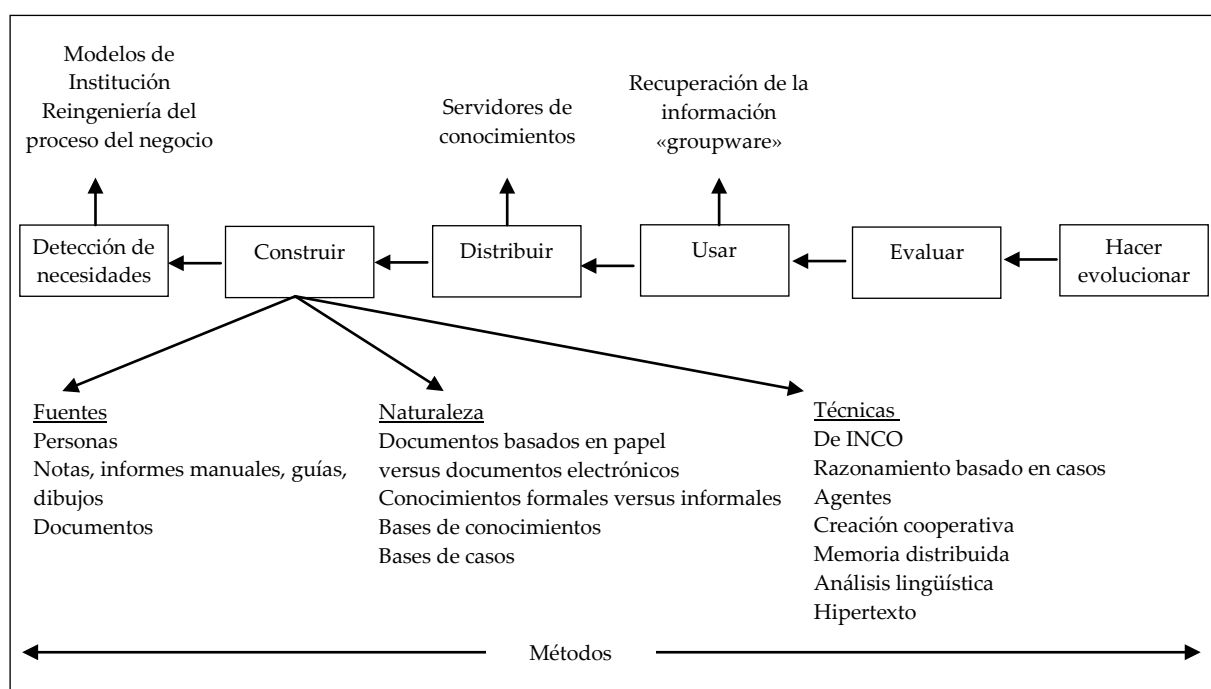 Modelos de
Institución
Reingeniería del
proceso del negocio
Servidores de
conocimientos
Recuperación de la
información
«groupware»
Detección de
necesidades
Construir
Distribuir
Usar
Evaluar
Hacer
evolucionar
Fuentes
Personas
Notas, informes manuales, guías,
dibujos
Documentos
Naturaleza
Documentos basados en papel
versus documentos electrónicos
Conocimientos formales versus informales
Bases de conocimientos
Bases de casos
Técnicas
De INCO
Razonamiento basado en casos
Agentes
Creación cooperativa
Memoria distribuida
Análisis lingüística
Hipertexto
Métodos